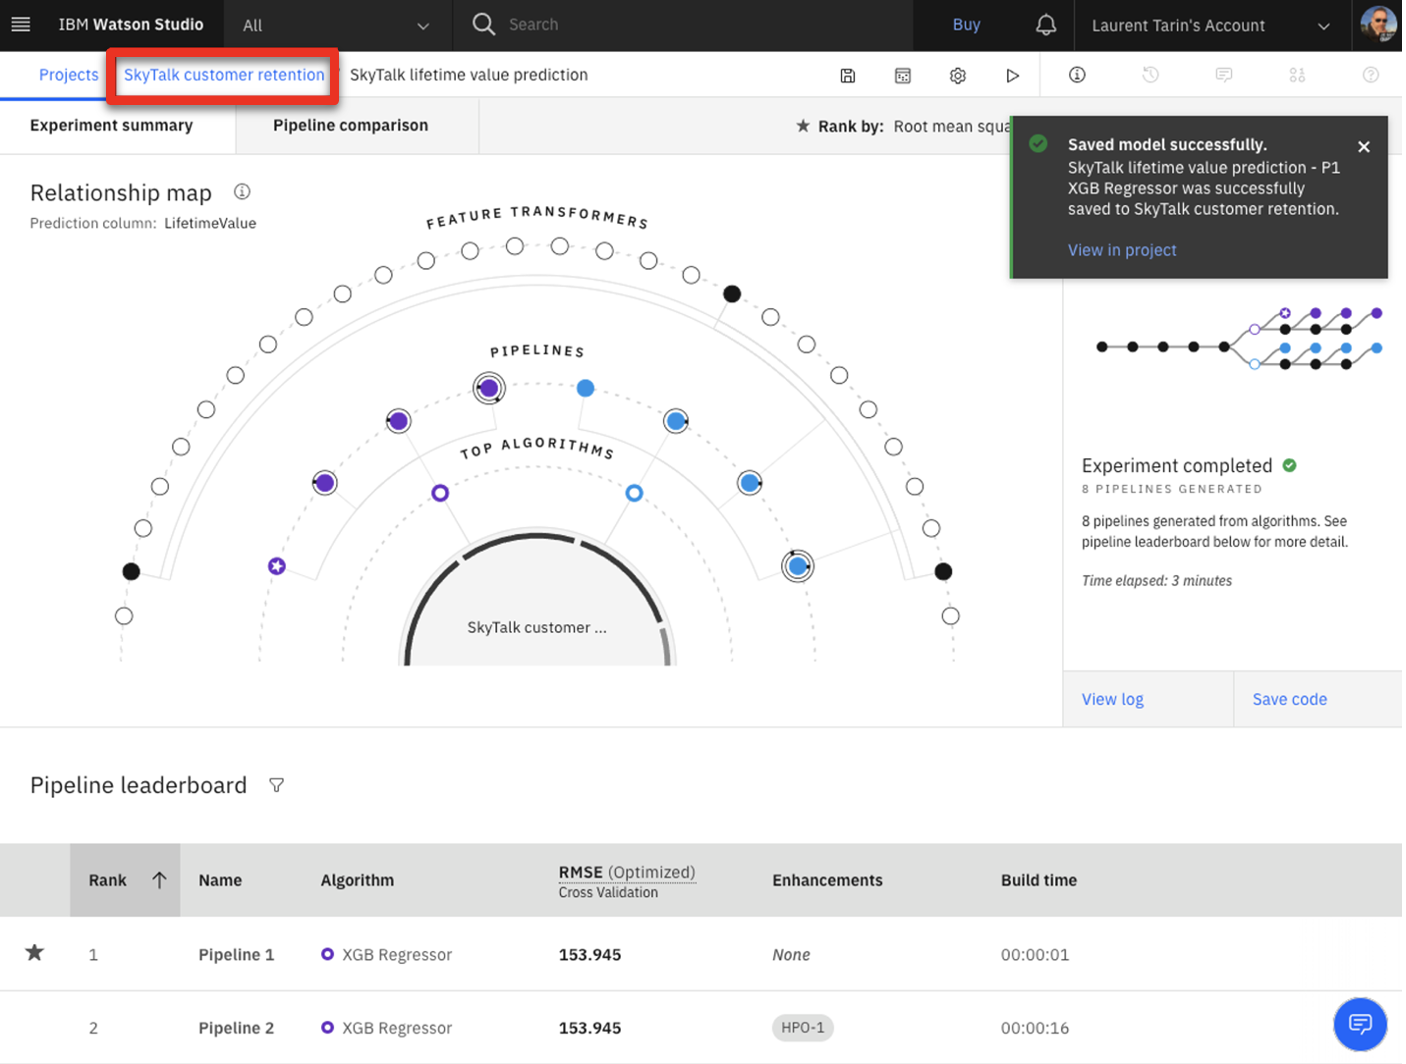 IBM Watson Studio
All
Search
Buy
Laurent Tarin's Account
Projects
SkyTalk customer retention
SkyTalk lifetime value prediction
Experiment summary
Pipeline comparison
Rank by: Root mean squa
Saved model successfully.
SkyTalk lifetime value prediction - P1
XGB Regressor was successfully
saved to SkyTalk customer retention.
View in project
Relationship map
Prediction column: LifetimeValue
FEATURE TRANSFORMERS
PIPELINES
TOP ALGORITHMS
SkyTalk customer ...
Experiment completed
8 PIPELINES GENERATED
8 pipelines generated from algorithms. See
pipeline leaderboard below for more detail.
Time elapsed: 3 minutes
View log
Save code
Pipeline leaderboard
Rank Name Algorithm RMSE (Optimized) Enhancements Build time
Cross Validation
1 Pipeline 1 XGB Regressor 153.945 None 00:00:01
2 Pipeline 2 XGB Regressor 153.945 HPO-1 00:00:16